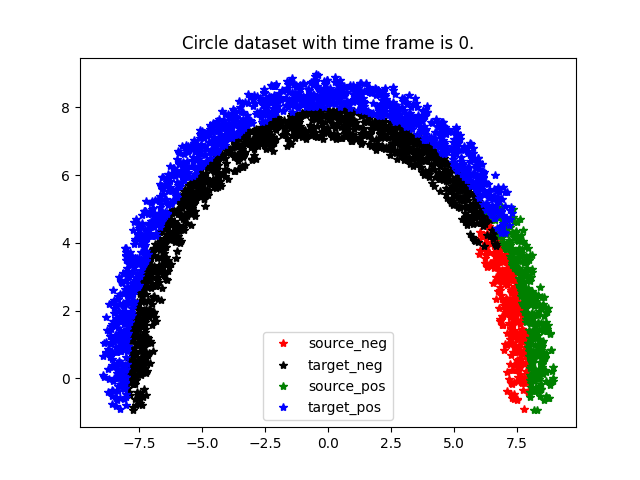 Circle dataset with time frame is 0.
8
6
4
2
0
source_neg
target_neg
source_pos
target_pos
−7.5 −5.0 −2.5 0.0 2.5 5.0 7.5